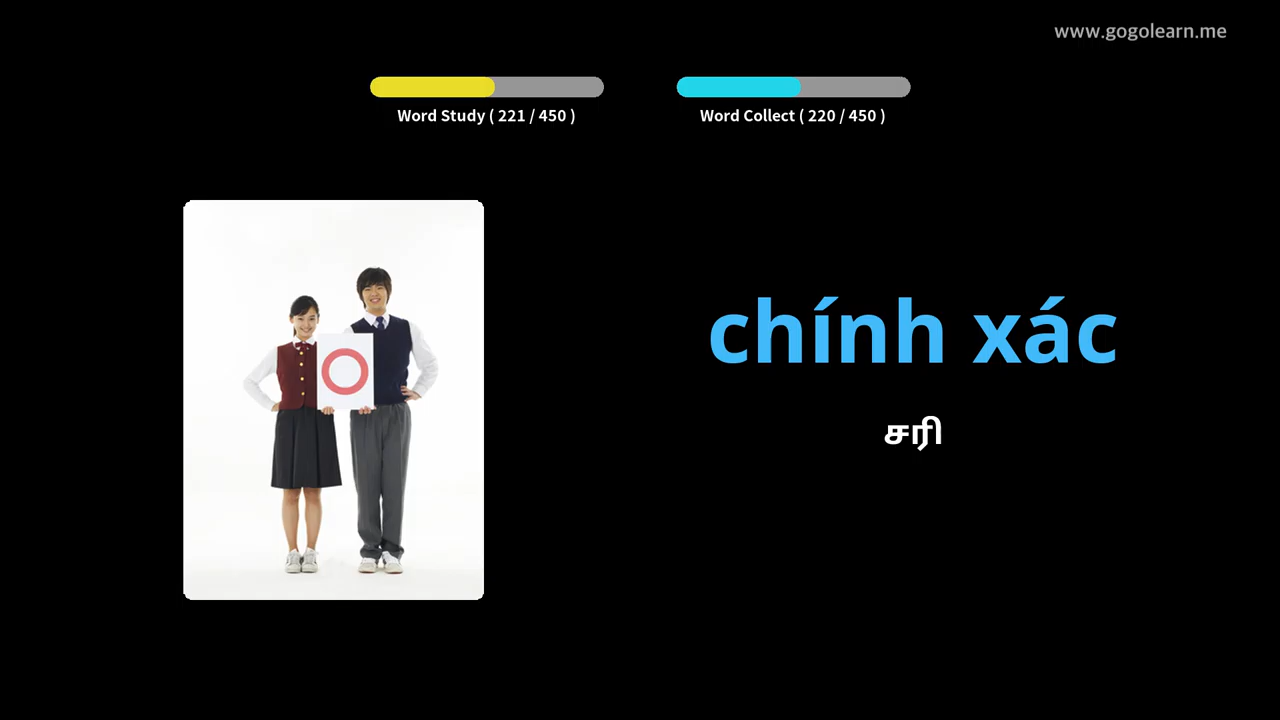 www.gogolearn.me
Word Study ( 221 / 450 )
Word Collect ( 220 / 450 )
chính xác
சரி